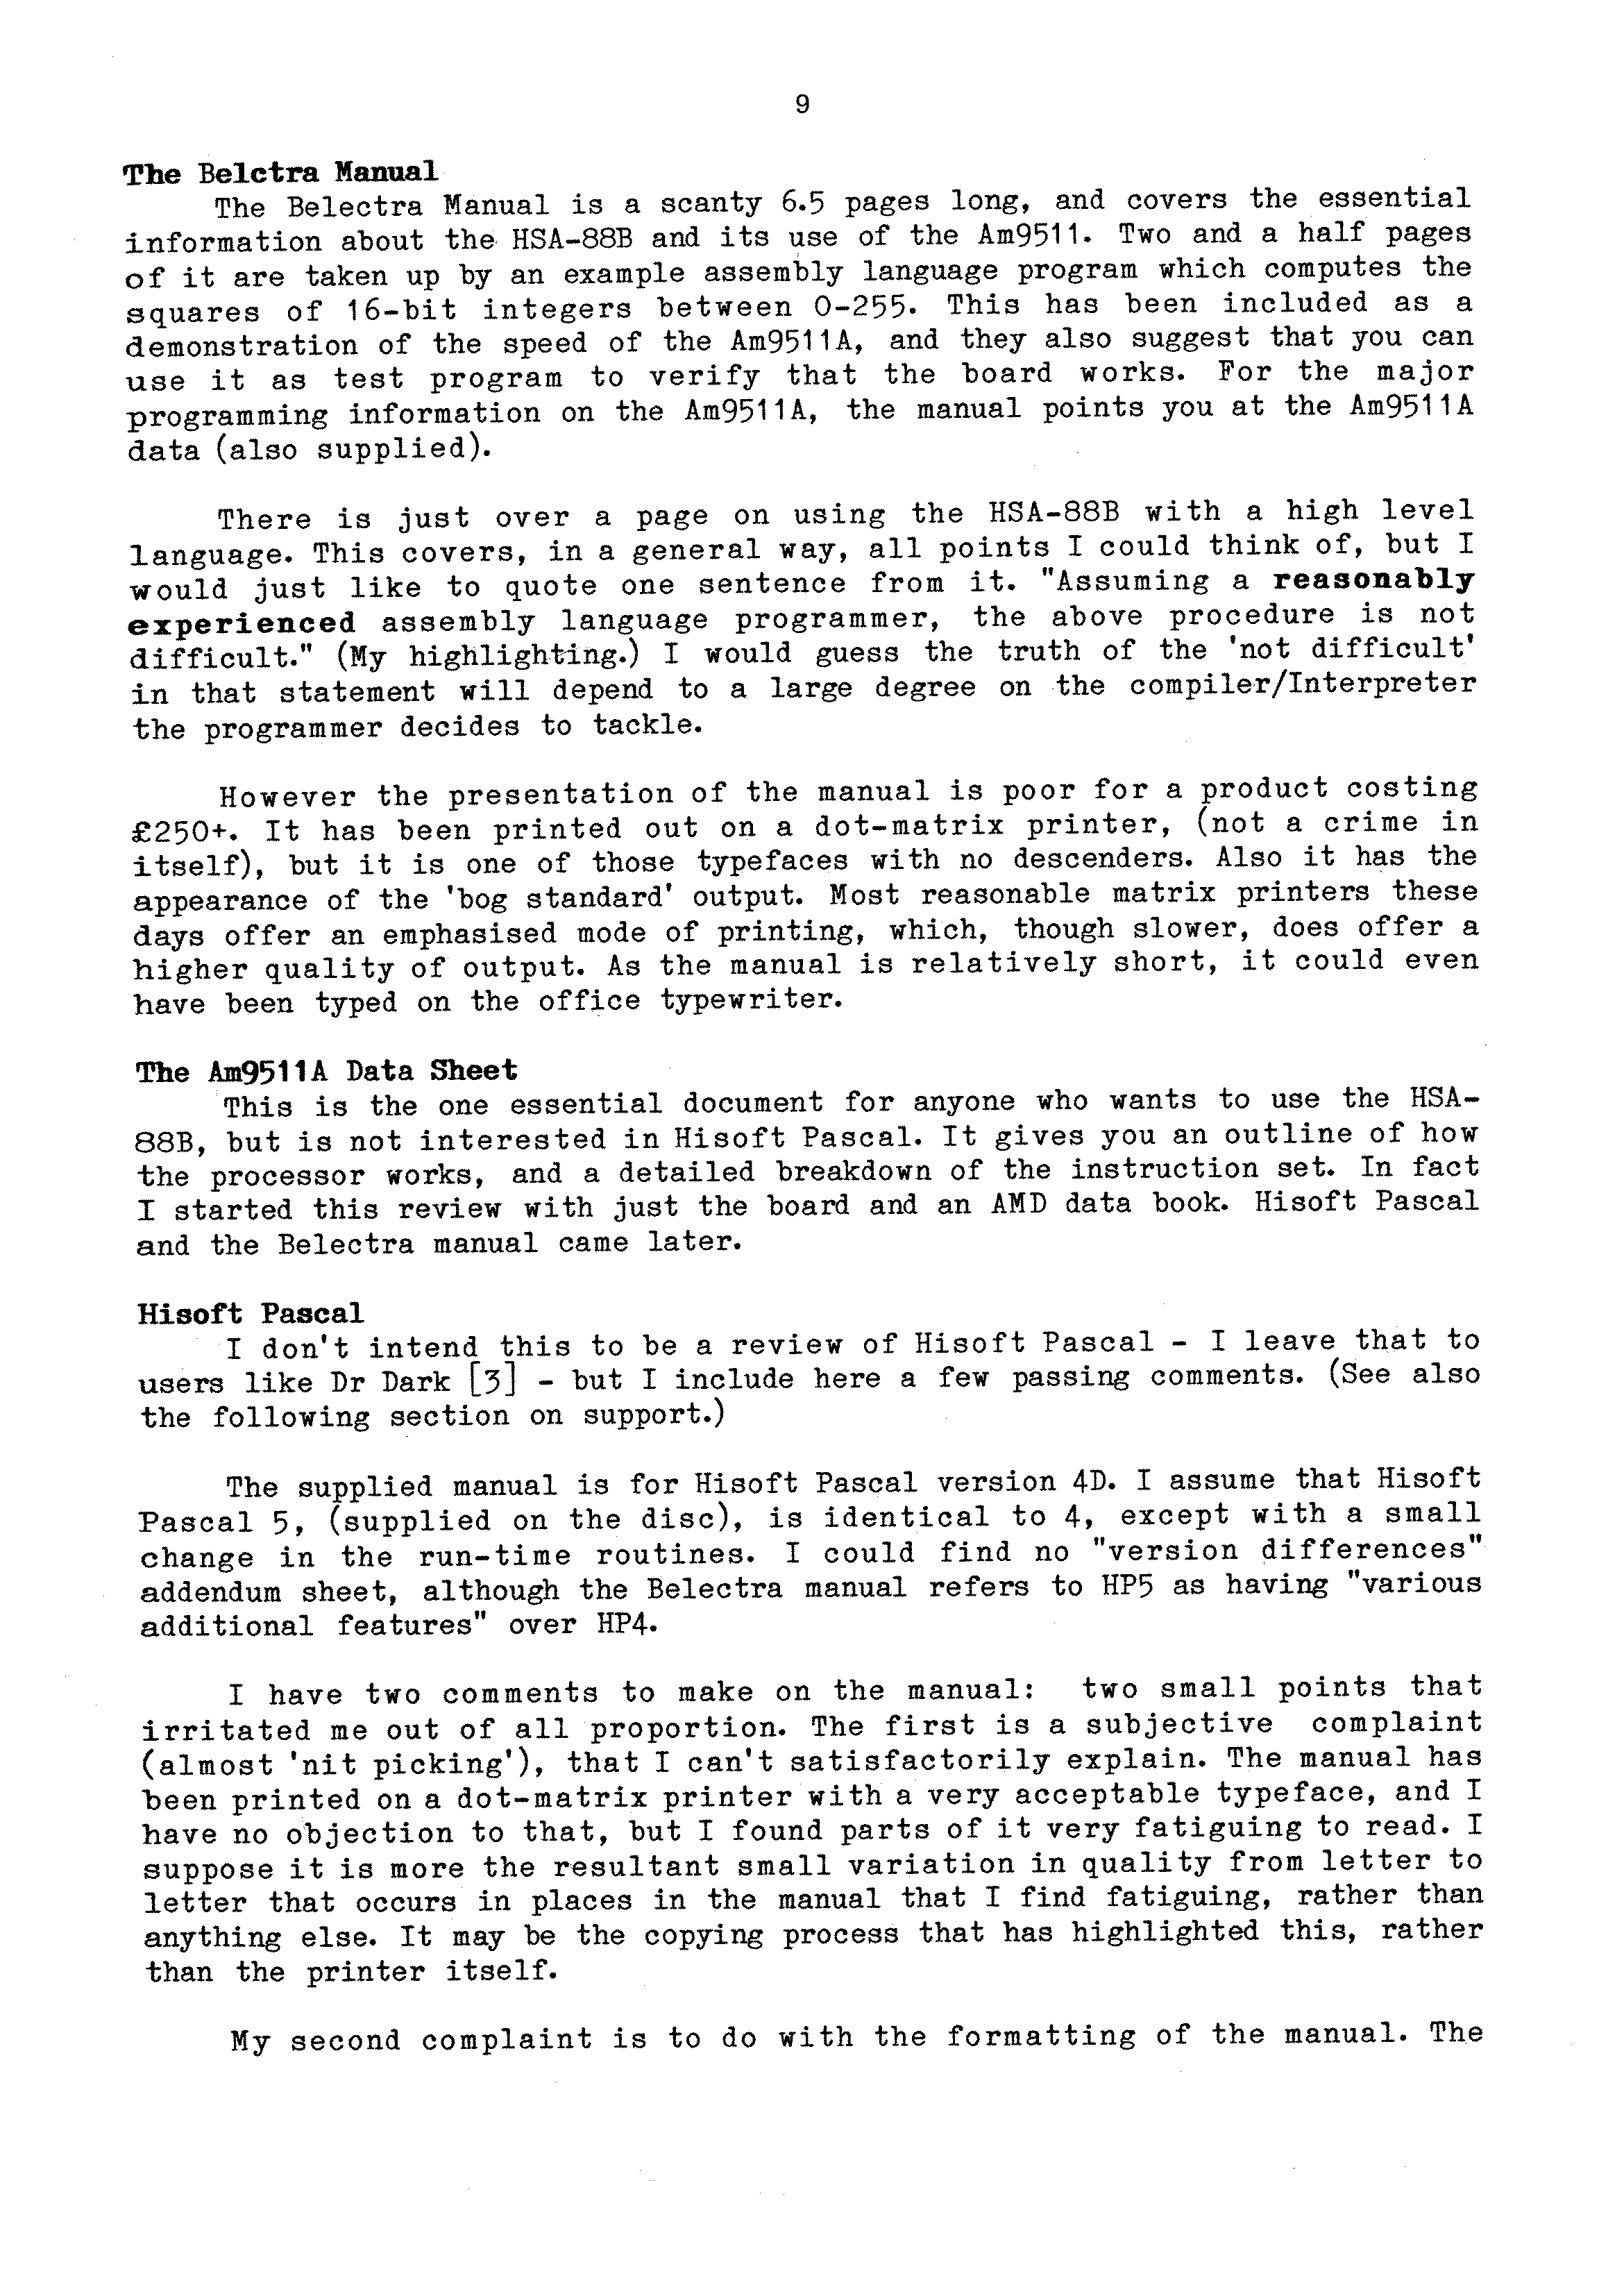 9
The Belctra Manual
The Belectra Manual is a scanty 6.5 pages long, and covers the essential
information about the HSA-88B and its use of the Am9511. Two and a half pages
of it are taken up by an example assembly language program which computes the
squares of 16-bit integers between 0-255. This has been included as a
demonstration of the speed of the Am9511A, and they also suggest that you can
use it as test program to verify that the board works. For the major
programming information on the Am9511A, the manual points you at the Am9511A
data (also supplied).
There is just over a page on using the HSA-88B with a high level
language. This covers, in a general way, all points I could think of, but I
would just like to quote one sentence from it. "Assuming a reasonably
experienced assembly language programmer, the above procedure is not
difficult." (My highlighting.) I would guess the truth of the 'not difficult'
in that statement will depend to a large degree on the compiler/Interpreter
the programmer decides to tackle.
However the presentation of the manual is poor for a product costing
£250+. It has been printed out on a dot-matrix printer, (not a crime in
itself), but it is one of those typefaces with no descenders. Also it has the
appearance of the 'bog standard' output. Most reasonable matrix printers these
days offer an emphasised mode of printing, which, though slower, does offer a
higher quality of output. As the manual is relatively short, it could even
have been typed on the office typewriter.
The Am9511A Data Sheet
This is the one essential document for anyone who wants to use the HSA-
88B, but is not interested in Hisoft Pascal. It gives you an outline of how
the processor works, and a detailed breakdown of the instruction set. In fact
I started this review with just the board and an AMD data book. Hisoft Pascal
and the Belectra manual came later.
Hisoft Pascal
I don't intend this to be a review of Hisoft Pascal - I leave that to
users like Dr Dark [3] - but I include here a few passing comments. (See also
the following section on support.)
The supplied manual is for Hisoft Pascal version 4D. I assume that Hisoft
Pascal 5, (supplied on the disc), is identical to 4, except with a small
change in the run-time routines. I could find no "version differences"
addendum sheet, although the Belectra manual refers to HP5 as having "various
additional features" over HP4.
I have two comments to make on the manual: two small points that
irritated me out of all proportion. The first is a subjective complaint
(almost 'nit picking'), that I can't satisfactorily explain. The manual has
been printed on a dot-matrix printer with a very acceptable typeface, and I
have no objection to that, but I found parts of it very fatiguing to read. I
suppose it is more the resultant small variation in quality from letter to
letter that occurs in places in the manual that I find fatiguing, rather than
anything else. It may be the copying process that has highlighted this, rather
than the printer itself.
My second complaint is to do with the formatting of the manual. The